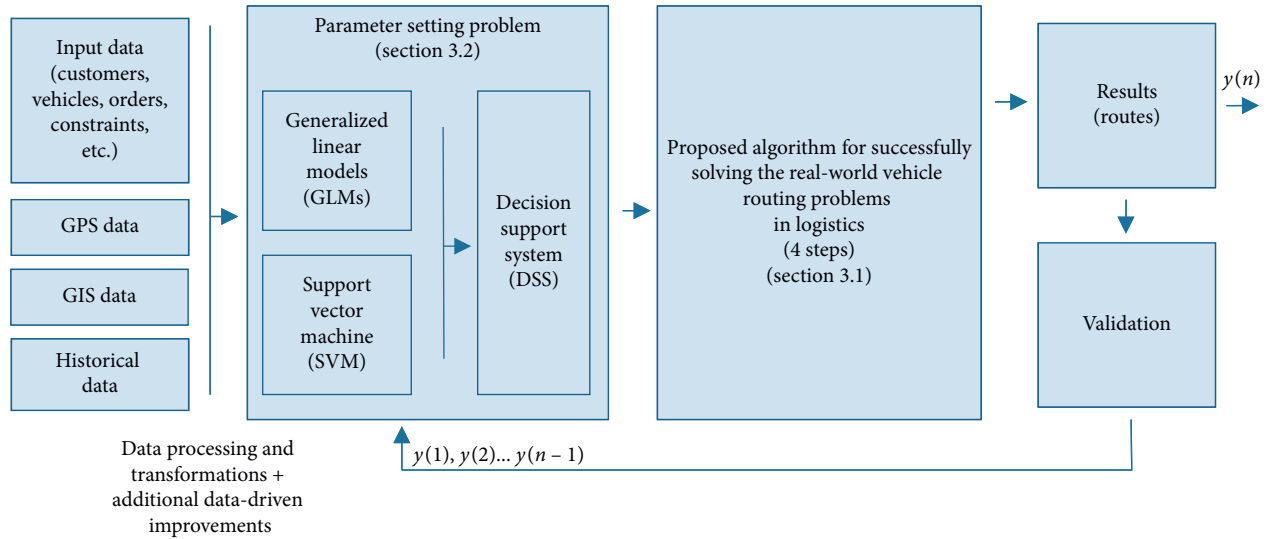 Input data
(customers,
vehicles, orders,
constraints,
etc.)
GPS data
GIS data
Historical
data
Data processing and
transformations +
additional data-driven
improvements
Parameter setting problem
(section 3.2)
Generalized
linear
models
(GLMs)
Support
vector
machine
(SVM)
Decision
support
system
(DSS)
Proposed algorithm for successfully
solving the real-world vehicle
routing problems
in logistics
(4 steps)
(section 3.1)
Results
(routes)
y(n)
Validation
y(1), y(2)... y(n – 1)